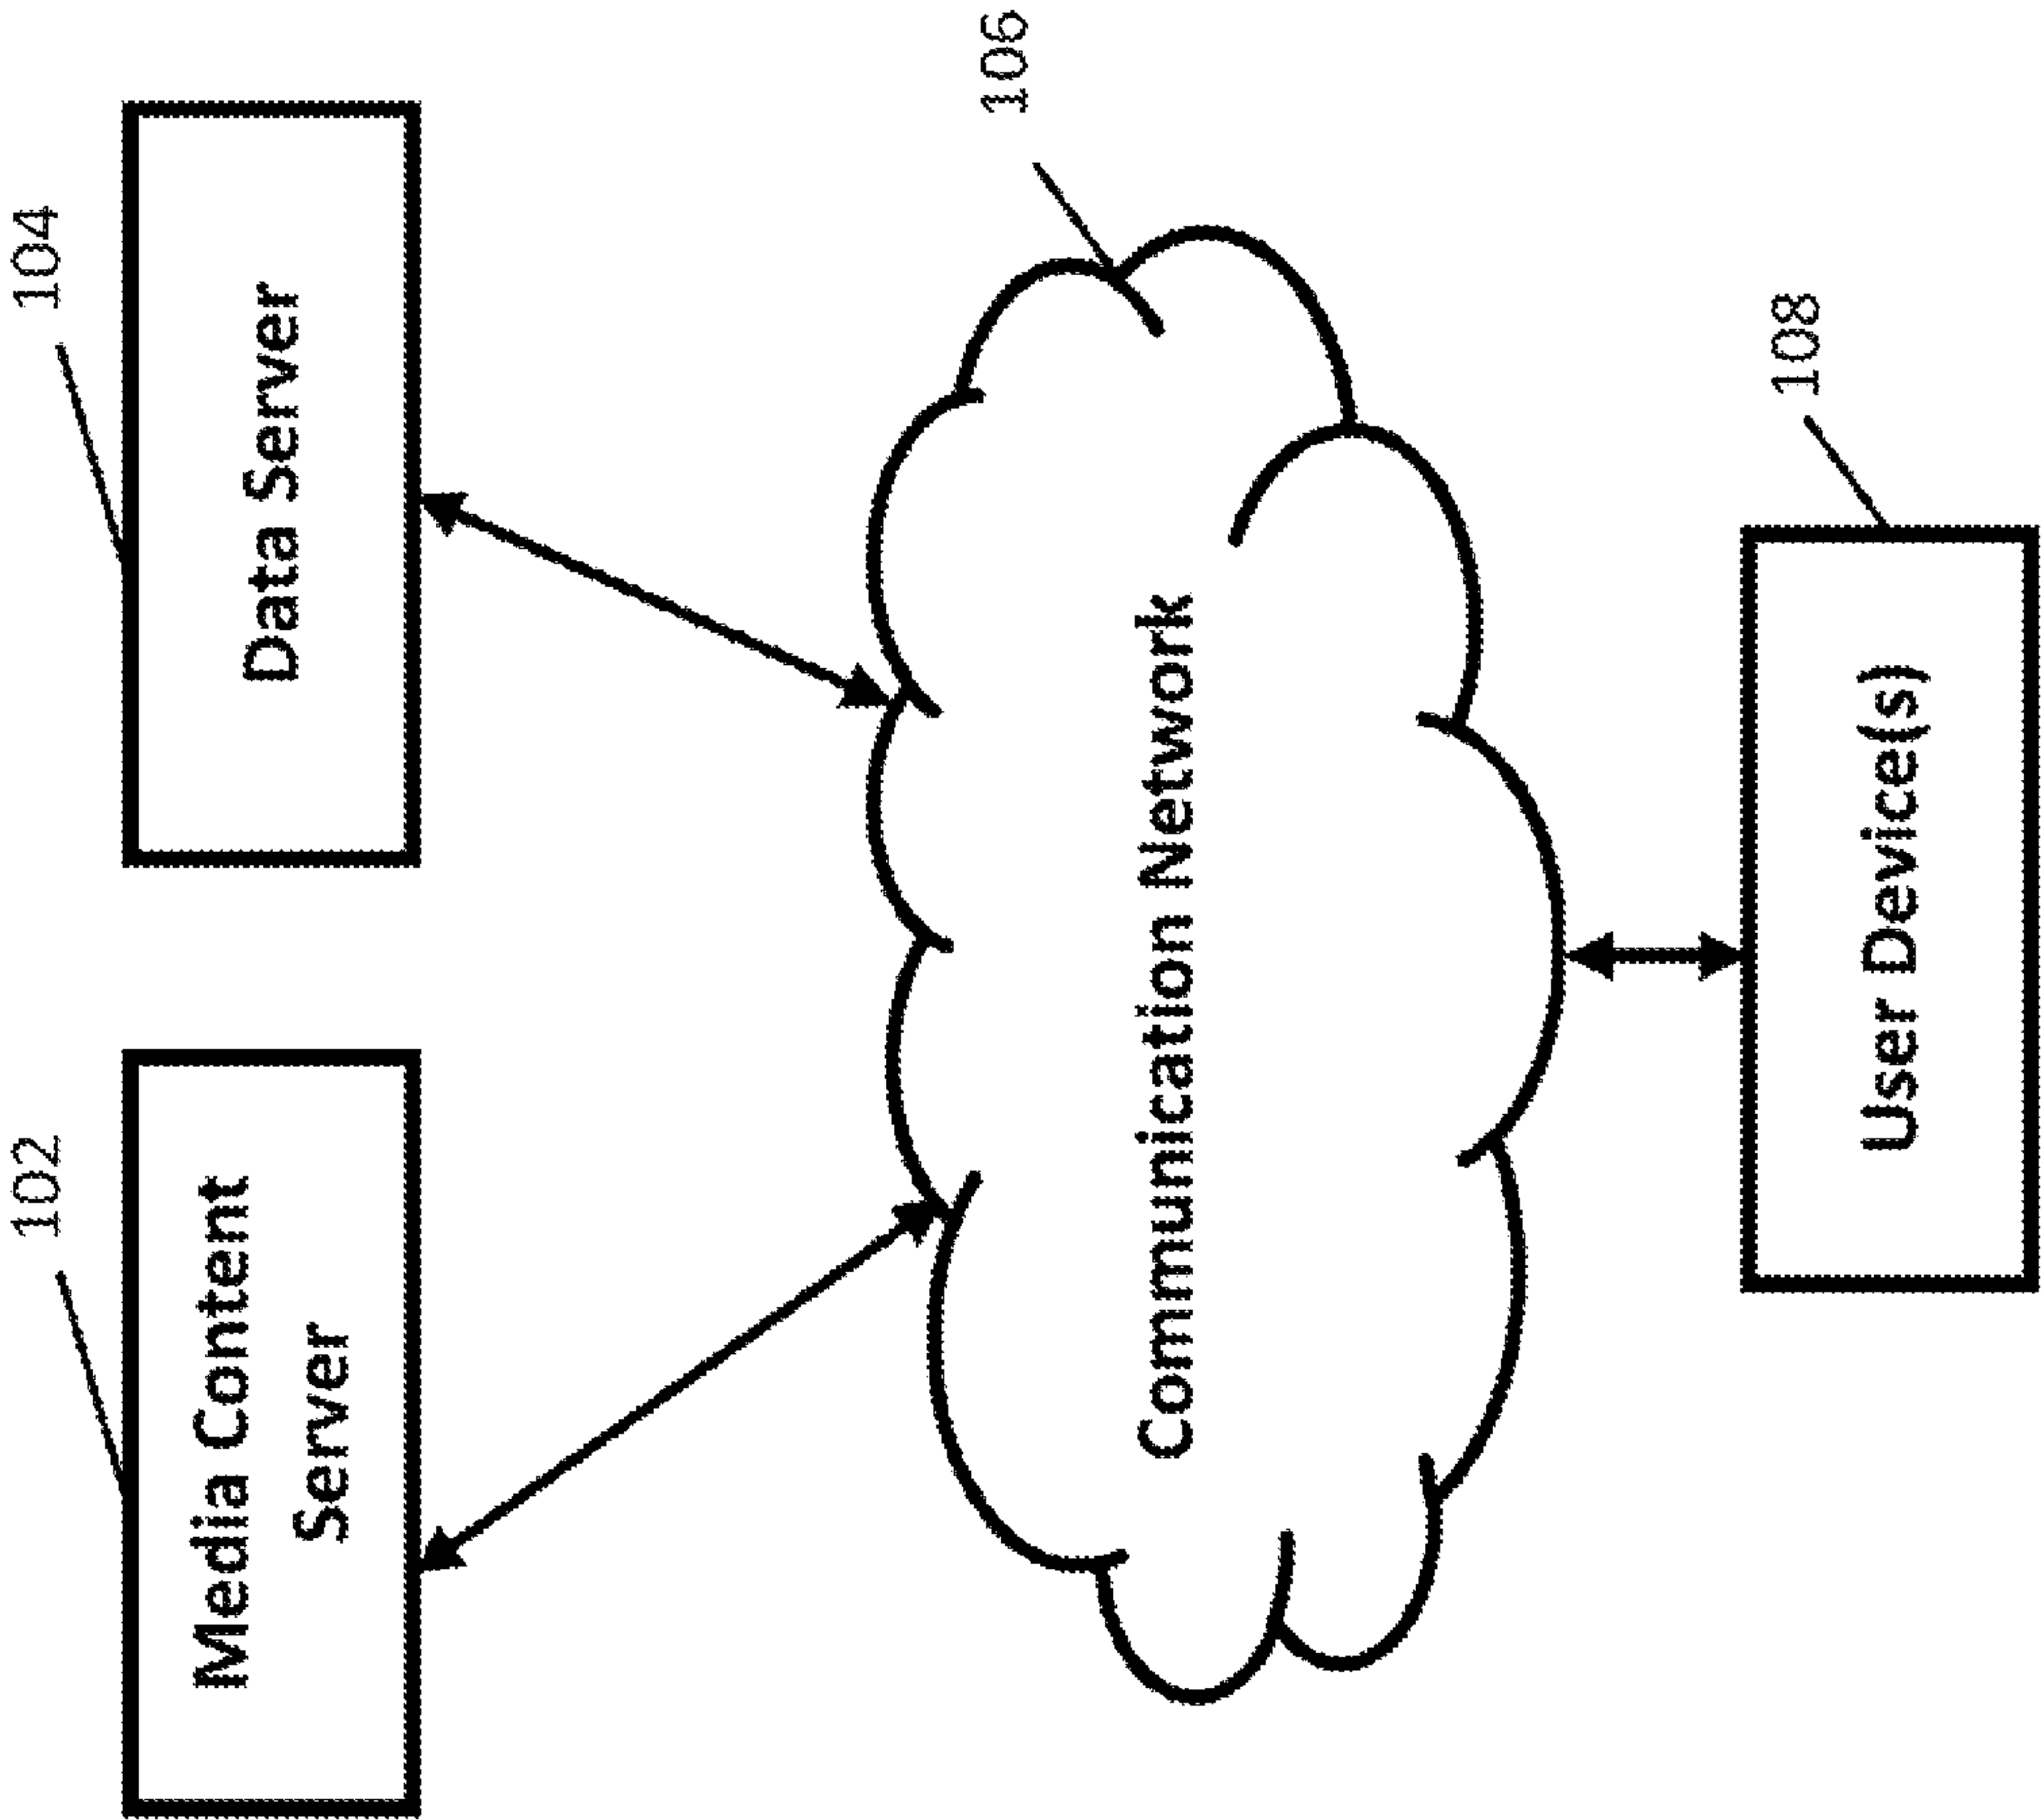 102
Media Content
Server
104
Data Server
106
Communication Network
108
User Device(s)